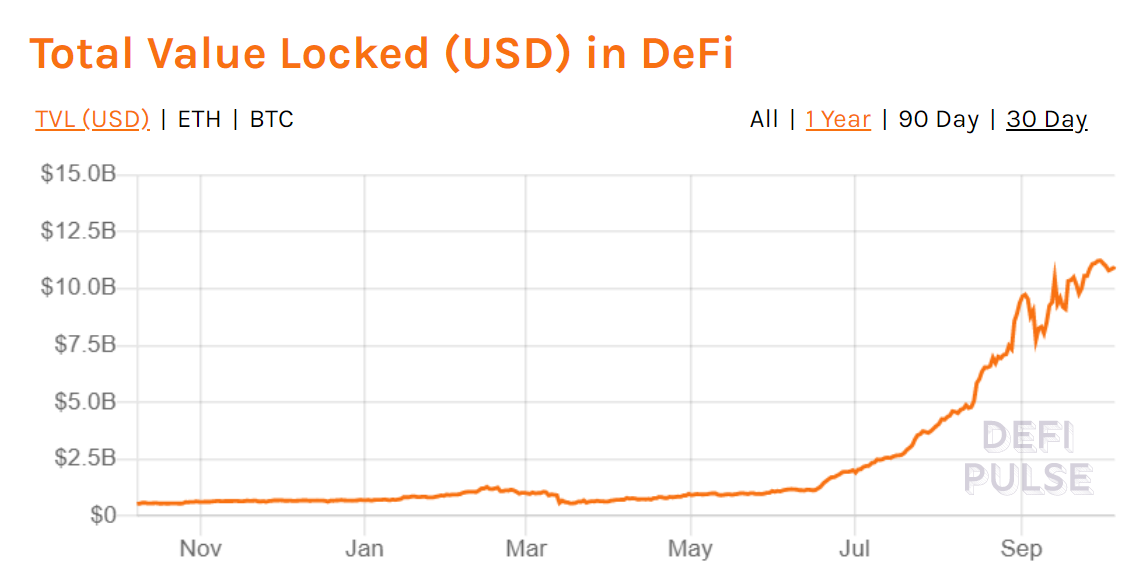 Total Value Locked (USD) in DeFi
TVL (USD) | ETH | BTC
All | 1 Year | 90 Day | 30 Day
$15.0B
$12.5B
$10.0B
$7.5B
$5.0B
$2.5B
$0
DEFI
PULSE
Nov Jan Mar May Jul Sep